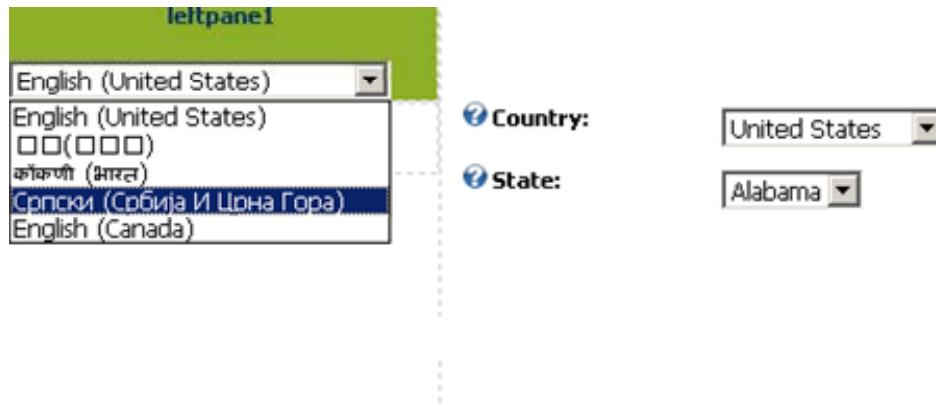 leftpane1
English (United States)
English (United States)
□□(□□□)
कोंकणी (भारत)
Српски (Србија И Црна Гора)
English (Canada)
Country:
United States
State:
Alabama